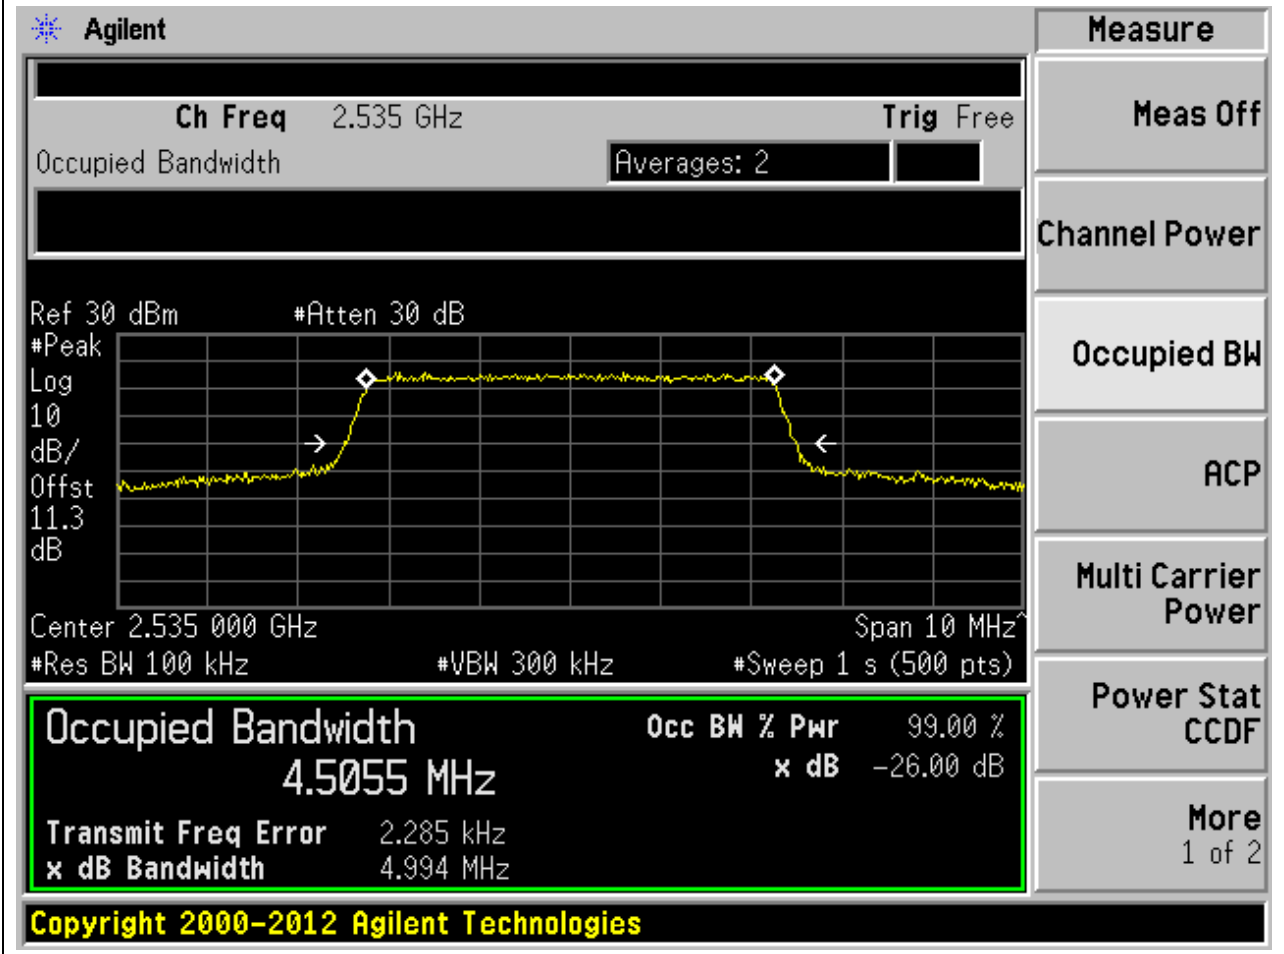 Agilent
Measure
Ch Freq 2.535 GHz Trig Free
Occupied Bandwidth Averages: 2
Meas Off
Channel Power
Occupied BW
ACP
Multi Carrier
Power
Power Stat
CCDF
More
1 of 2
Ref 30 dBm #Atten 30 dB
#Peak
Log
10
dB/
Offst
11.3
dB
Center 2.535 000 GHz Span 10 MHz^
#Res BW 100 kHz #VBW 300 kHz #Sweep 1 s (500 pts)
Occupied Bandwidth Occ BW % Pwr 99.00 %
4.5055 MHz x dB -26.00 dB
Transmit Freq Error 2.285 kHz
x dB Bandwidth 4.994 MHz
Copyright 2000-2012 Agilent Technologies